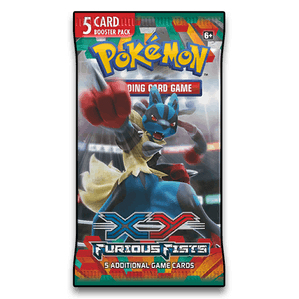 5 CARD
BOOSTER PACK
6+
POKéMON
DING CARD GAME
XY
FURIOUS FISTS
5 ADDITIONAL GAME CARDS